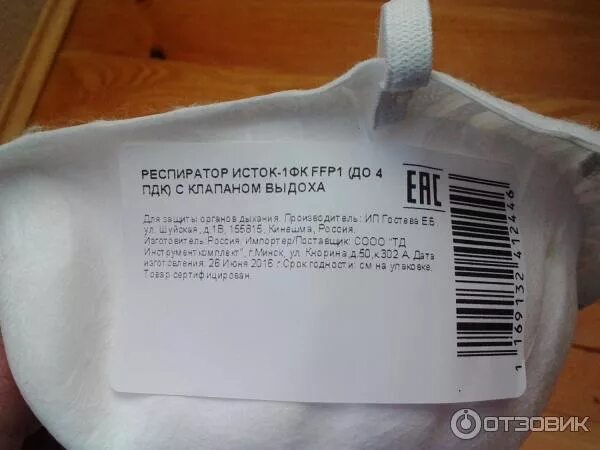 РЕСПИРАТОР ИСТОК-1ФК FFP1 (ДО 4
ПДК) С КЛАПАНОМ ВЫДОХА
EAC
Для защиты органов дыхания. Производитель: ИП Гостева Е.Б
ул. Шуйская, д.1В, 155815, Кинешма, Россия.
Изготовитель:Россия. Импортер/Поставщик: СООО "ТД
Инструменткомплект", г.Минск, ул. Кнорина,д.50,к.302 А. Дата
изготовления: 26 Июня 2016 г.Срок годности: см на упаковке.
Товар сертифицирован
1 169132 412446
ОТЗОВИК